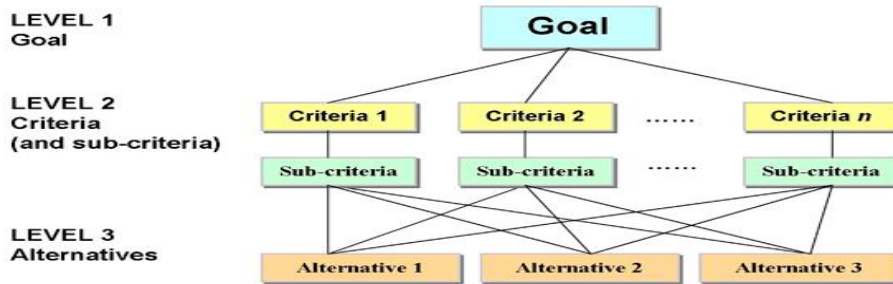 LEVEL 1
Goal
Goal
LEVEL 2
Criteria
(and sub-criteria)
Criteria 1
Criteria 2
......
Criteria n
Sub-criteria
Sub-criteria
......
Sub-criteria
LEVEL 3
Alternatives
Alternative 1
Alternative 2
Alternative 3